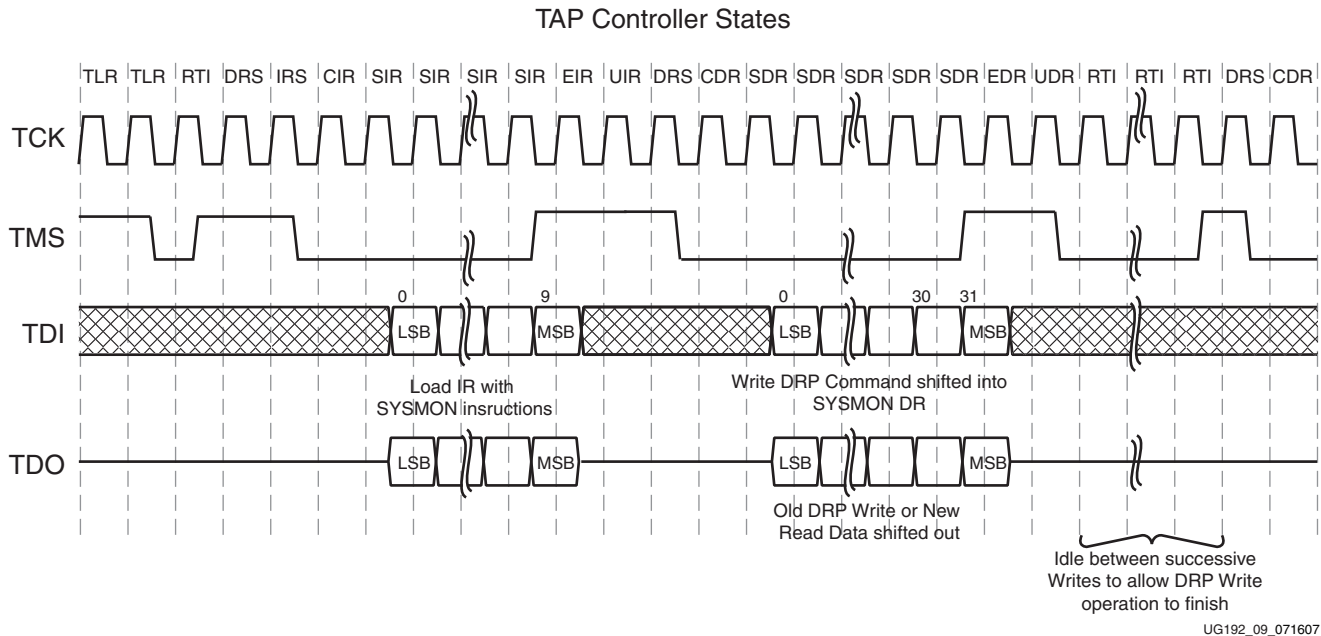 TAP Controller States
TLR TLR RTI DRS IRS CIR SIR SIR SIR SIR EIR UIR DRS CDR SDR SDR SDR SDR SDR EDR UDR RTI RTI RTI DRS CDR
TCK
TMS
0 9 0 30 31
TDI LSB MSB LSB MSB
Load IR with
SYSMON insructions
Write DRP Command shifted into
SYSMON DR
TDO LSB MSB LSB MSB
Old DRP Write or New
Read Data shifted out
Idle between successive
Writes to allow DRP Write
operation to finish
UG192_09_071607